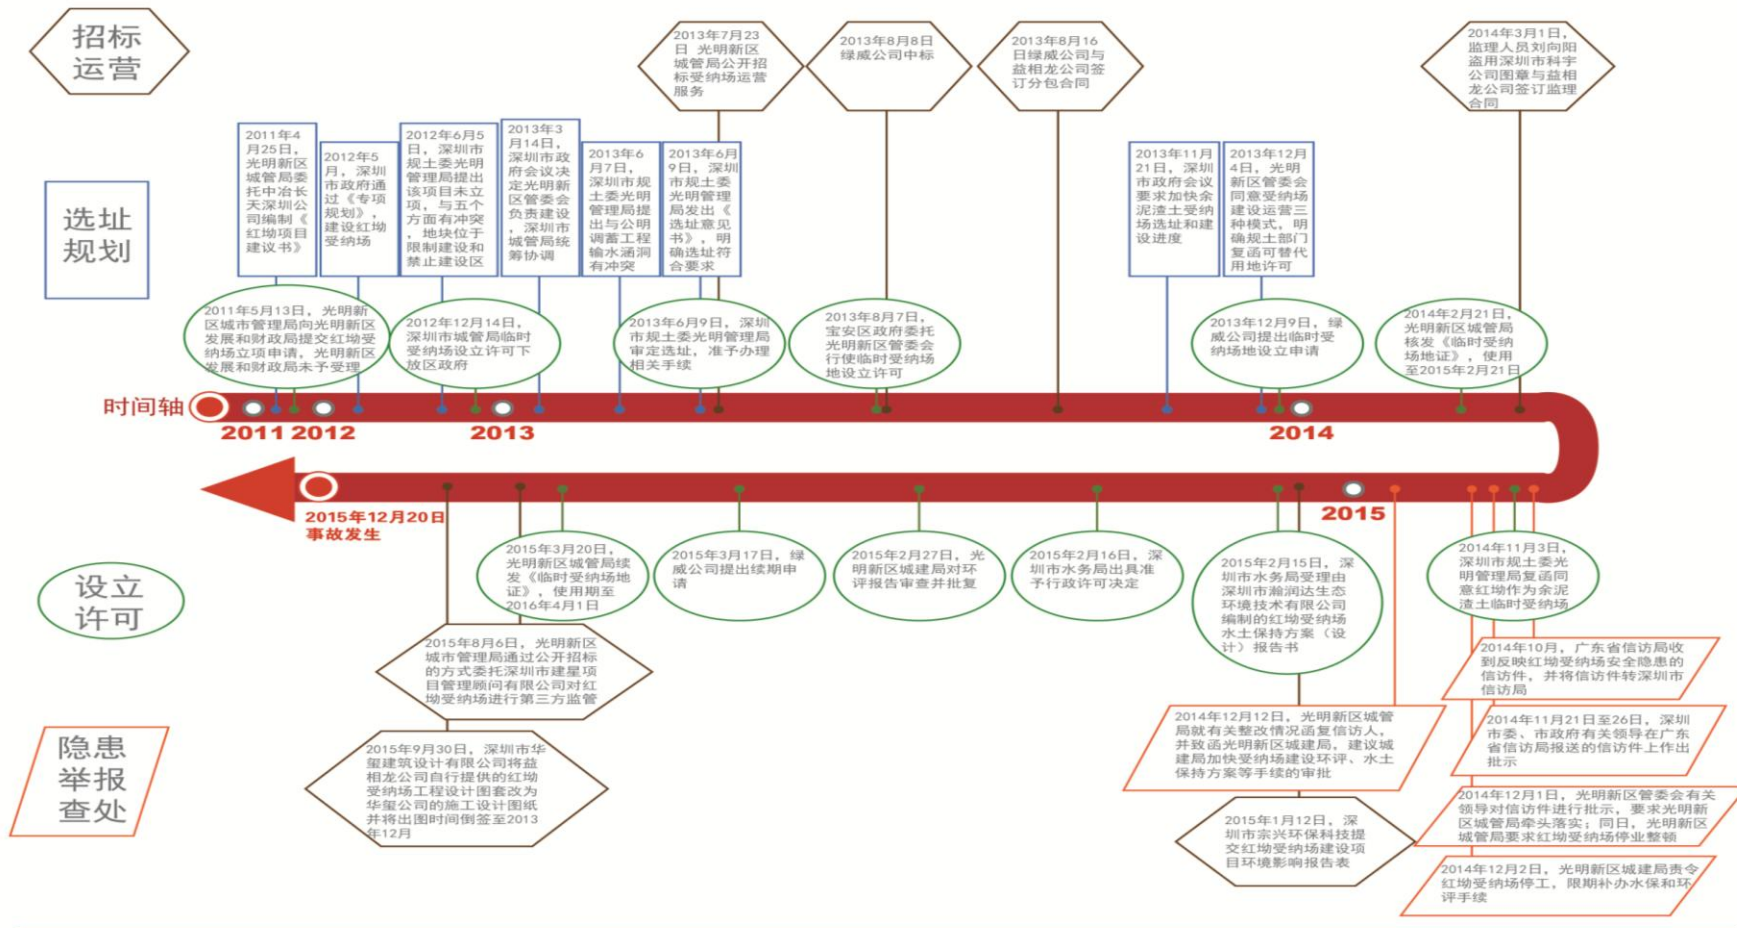 招标
运营
2013年7月23
日 光明新区
城管局公开招
标受纳场运营
服务
2013年8月8日
绿威公司中标
2013年8月16
日绿威公司与
益相龙公司签
订分包合同
2014年3月1日，
监理人员刘向阳
盗用深圳市科宇
公司图章与益相
龙公司签订监理
合同
选址
规划
2011年4
月25日，
光明新区
城管局委
托中冶长
天深圳公
司编制《
红坳项目
建议书》
2012年5
月，深圳
市政府通
过《专项
规划》，
建设红坳
受纳场
2012年6月5
日，深圳市
规土委光明
管理局提出
该项目未立
项，与五个
方面有冲突
，地块位于
限制建设和
禁止建设区
2013年3
月14日，
深圳市政
府会议决
定光明新
区管委会
负责建设
，深圳市
城管局统
筹协调
2013年6
月7日，
深圳市规
土委光明
管理局提
出与公明
调蓄工程
输水涵洞
有冲突
2013年6月
9日，深圳
市规土委
光明管理
局发出《
选址意见
书》，明
确选址符
合要求
2013年11月
21日，深圳
市政府会议
要求加快余
泥渣土受纳
场选址和建
设进度
2013年12月
4日，光明
新区管委会
同意受纳场
建设运营三
种模式，明
确规土部门
复函可替代
用地许可
2011年5月13日，光明新
区城市管理局向光明新区
发展和财政局提交红坳受
纳场立项申请，光明新区
发展和财政局未予受理
2012年12月14日，
深圳市城管局临时
受纳场设立许可下
放区政府
2013年6月9日，深圳
市规土委光明管理局
审定选址，准予办理
相关手续
2013年8月7日，
宝安区政府委托
光明新区管委会
行使临时受纳场
地设立许可
2013年12月9日，绿
威公司提出临时受
纳场地设立申请
2014年2月21日，
光明新区城管局
核发《临时受纳
场地证》，使用
至2015年2月21日
时间轴
2011
2012
2013
2014
2015年12月20日
事故发生
2015
设立
许可
2015年3月20日，
光明新区城管局续
发《临时受纳场地
证》，使用期至
2016年4月1日
2015年3月17日，绿
威公司提出续期申
请
2015年2月27日，光
明新区城建局对环
评报告审查并批复
2015年2月16日，深
圳市水务局出具准
予行政许可决定
2015年2月15日，深
圳市水务局受理由
深圳市瀚润达生态
环境技术有限公司
编制的红坳受纳场
水土保持方案（设
计）报告书
2014年11月3日，
深圳市规土委光
明管理局复函同
意红坳作为余泥
渣土临时受纳场
2015年8月6日，光明新区
城市管理局通过公开招标
的方式委托深圳市建星项
目管理顾问有限公司对红
坳受纳场进行第三方监管
2014年10月，广东省信访局收
到反映红坳受纳场安全隐患的
信访件，并将信访件转深圳市
信访局
隐患
举报
查处
2015年9月30日，深圳市华
玺建筑设计有限公司将益
相龙公司自行提供的红坳
受纳场工程设计图套改为
华玺公司的施工设计图纸
并将出图时间倒签至2013
年12月
2014年12月12日，光明新区城管
局就有关整改情况函复信访人，
并致函光明新区城建局，建议城
建局加快受纳场建设环评、水土
保持方案等手续的审批
2014年11月21日至26日，深圳
市委、市政府有关领导在广东
省信访局报送的信访件上作出
批示
2015年1月12日，深
圳市宗兴环保科技提
交红坳受纳场建设项
目环境影响报告表
2014年12月1日，光明新区管委会有关
领导对信访件进行批示，要求光明新
区城管局牵头落实；同日，光明新区
城管局要求红坳受纳场停业整顿
2014年12月2日，光明新区城建局责令
红坳受纳场停工，限期补办水保和环
评手续